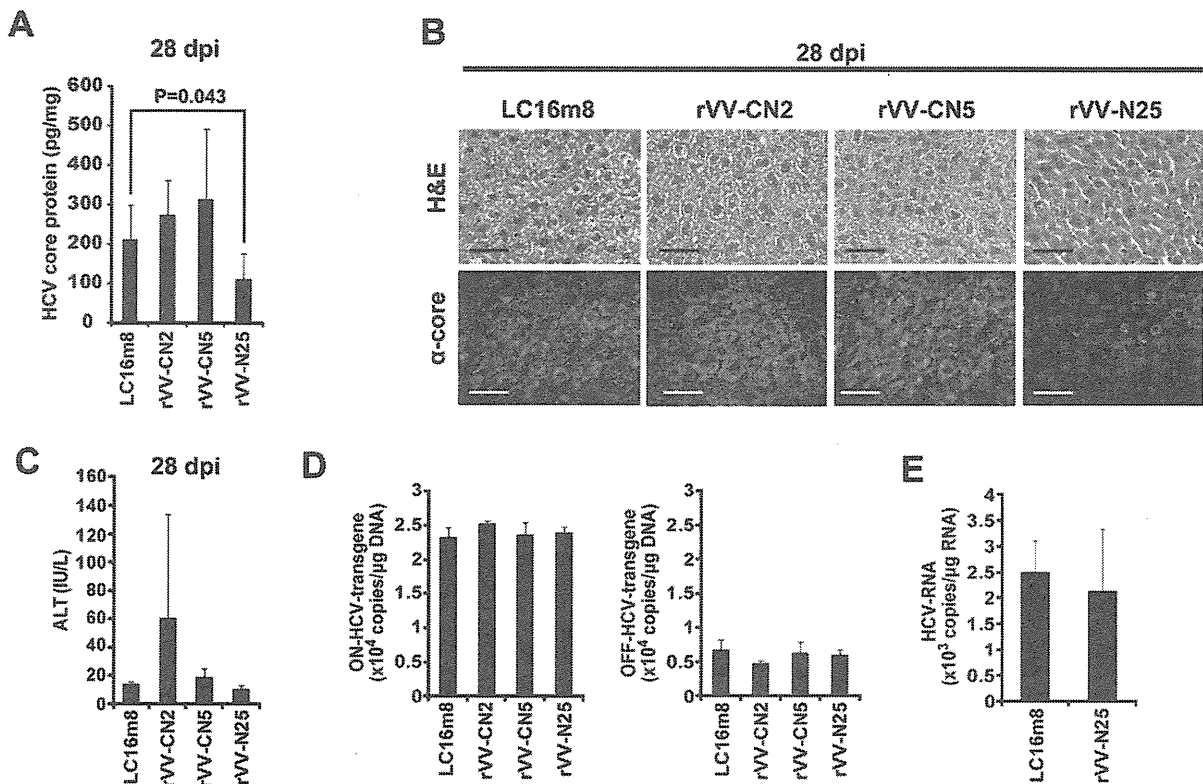 A
28 dpi
HCV core protein (pg/mg)
600
500
400
300
200
100
0
P=0.043
LC16m8
rVV-CN2
rVV-CN5
rVV-N25
B
28 dpi
LC16m8
rVV-CN2
rVV-CN5
rVV-N25
H&E
α-core
C
28 dpi
ALT (IU/L)
160
140
120
100
80
60
40
20
0
LC16m8
rVV-CN2
rVV-CN5
rVV-N25
D
ON-HCV-transgene
(x10⁴ copies/μg DNA)
3
2.5
2
1.5
1
0.5
0
LC16m8
rVV-CN2
rVV-CN5
rVV-N25
OFF-HCV-transgene
(x10⁴ copies/μg DNA)
3
2.5
2
1.5
1
0.5
0
LC16m8
rVV-CN2
rVV-CN5
rVV-N25
E
HCV-RNA
(x10³ copies/μg RNA)
4
3.5
3
2.5
2
1.5
1
0.5
0
LC16m8
rVV-N25